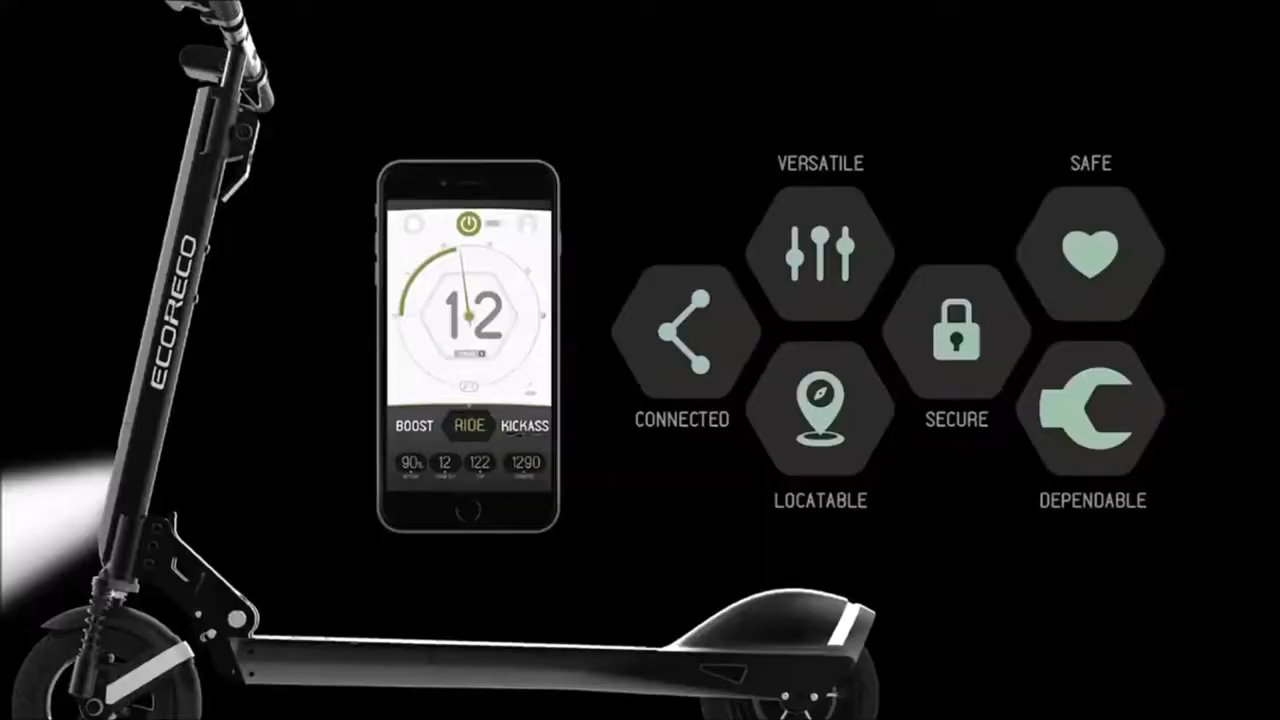 ECORECO
12
BOOST RIDE KICKASS
90% 12 122 1290
VERSATILE
SAFE
CONNECTED
SECURE
LOCATABLE
DEPENDABLE